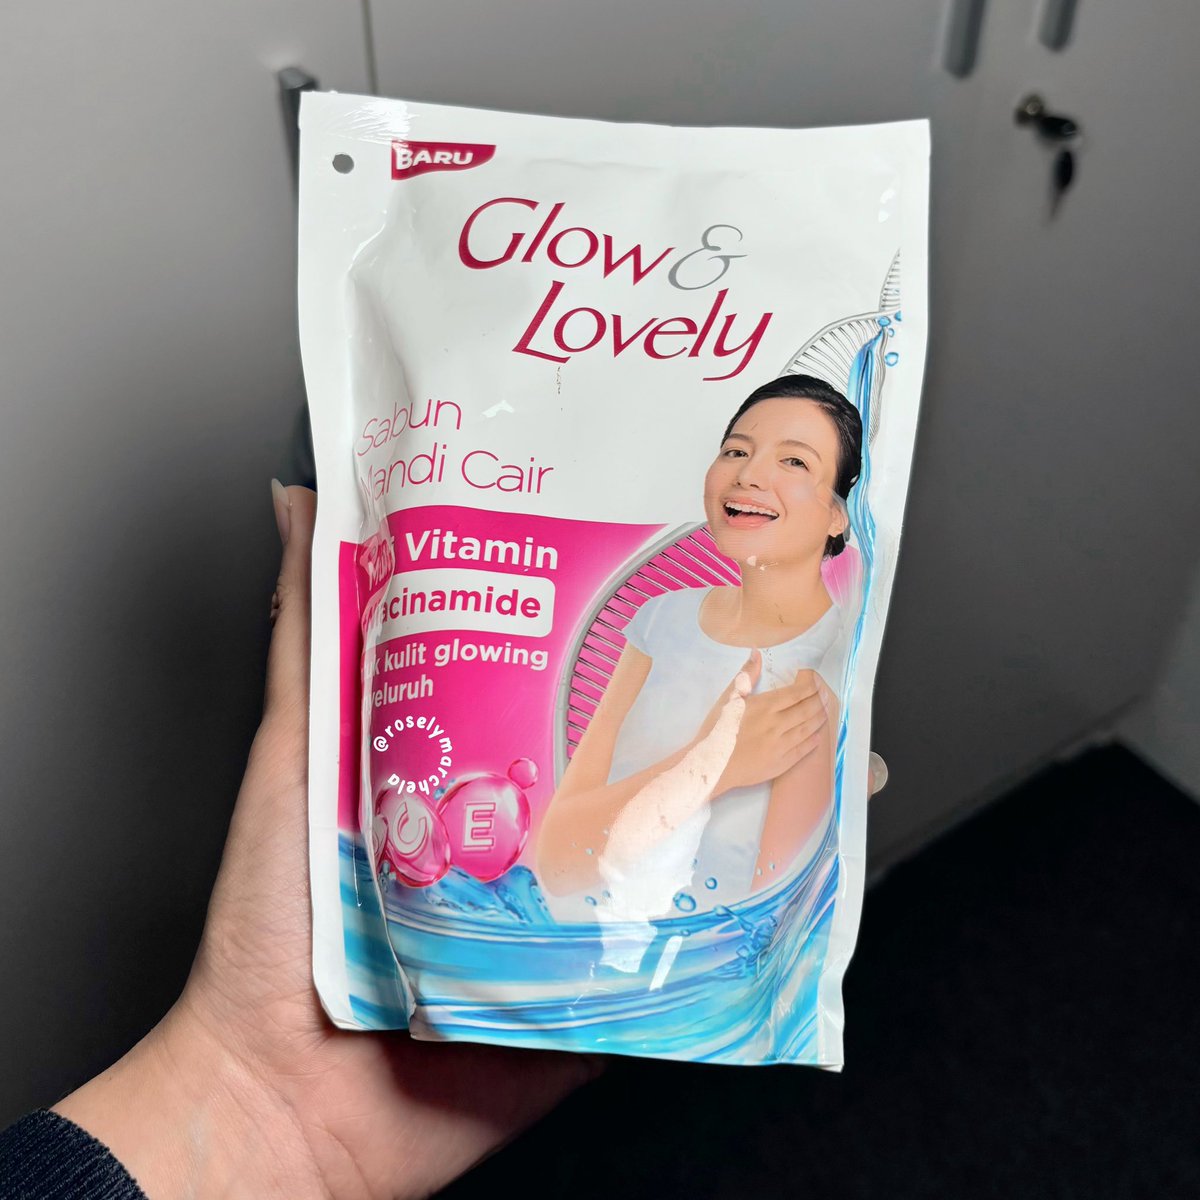 BARU
Glow &
Lovely
Sabun
Mandi Cair
Vitamin
kulit glowing
@roselymarchela
C E